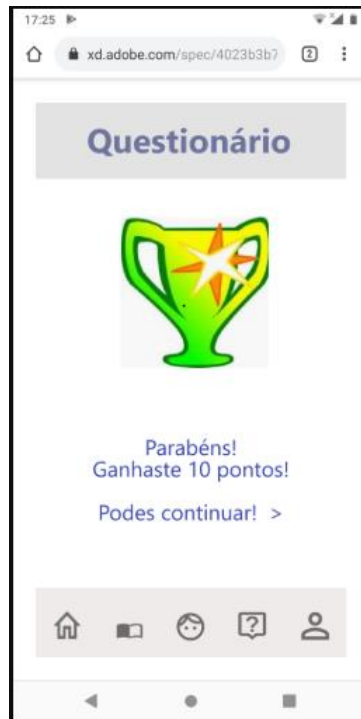 17:25
xd.adobe.com/spec/4023b3b7
2
Questionário
Parabéns!
Ganhaste 10 pontos!
Podes continuar! >
?